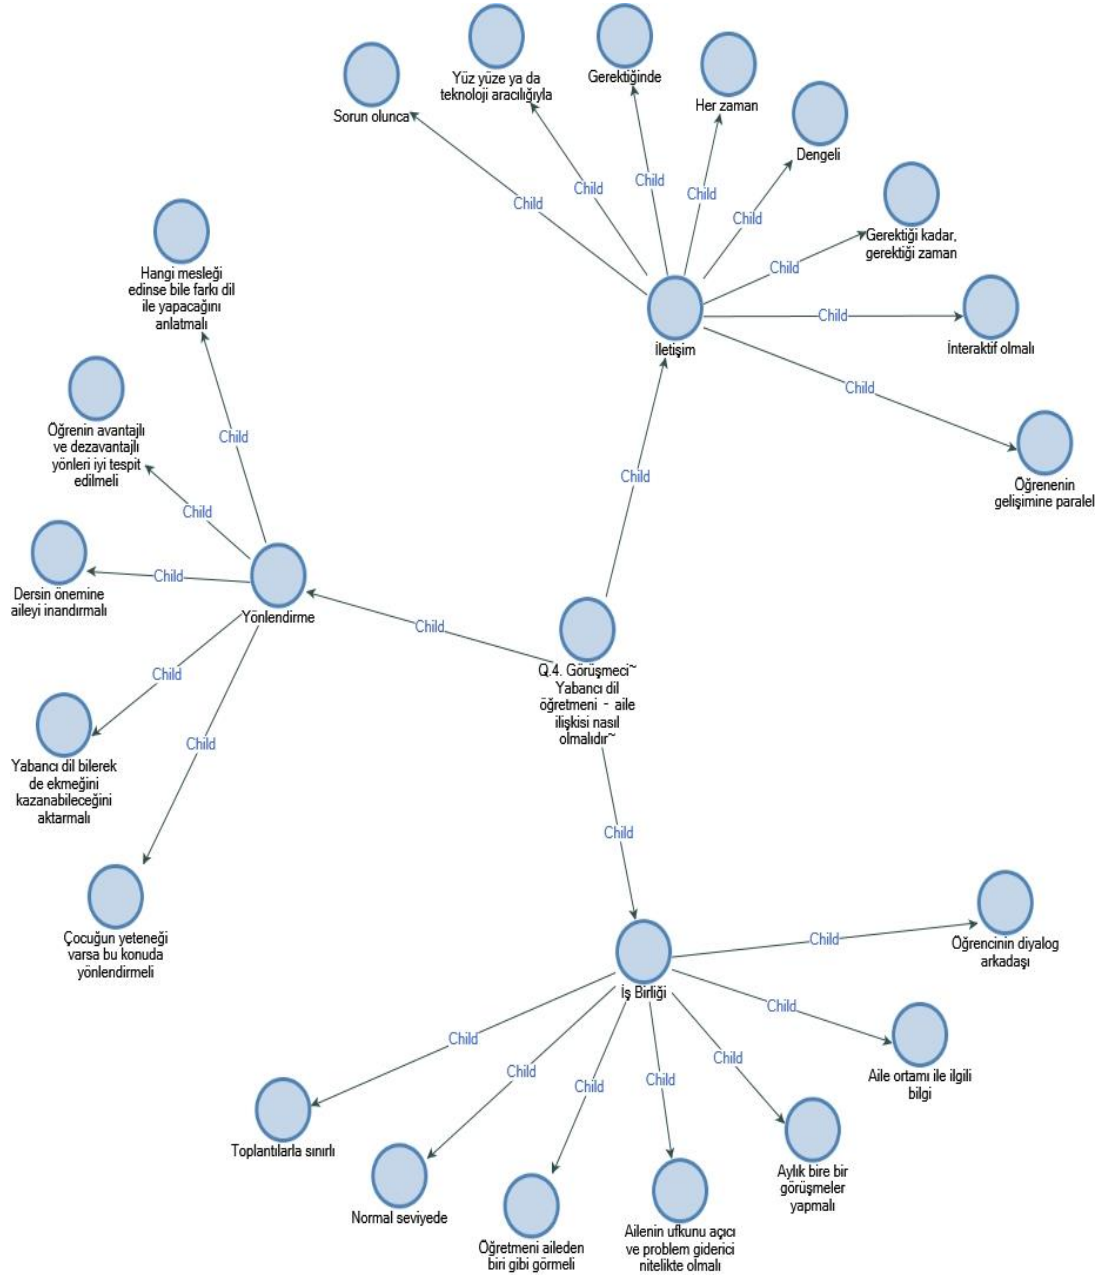 Yüz yüze ya da
teknoloji aracılığıyla
Gerektiğinde
Her zaman
Sorun olunca
Dengeli
Child
Child
Child
Child
Child
Gerektiği kadar,
gerektiği zaman
Child
Child
İnteraktif olmalı
İletişim
Child
Öğrenenin
gelişimine paralel
Hangi mesleği
edinse bile farkı dil
ile yapacağını
anlatmalı
Öğrenin avantajlı
ve dezavantajlı
yönleri iyi tespit
edilmeli
Child
Child
Child
Child
Dersin önemine
aileyi inandırmalı
Yönlendirme
Child
Q.4. Görüşmeci~
Yabancı dil
öğretmeni - aile
ilişkisi nasıl
olmalıdır~
Child
Child
Yabancı dil bilerek
de ekmeğini
kazanabileceğini
aktarmalı
Çocuğun yeteneği
varsa bu konuda
yönlendirmeli
Child
İş Birliği
Child
Öğrencinin diyalog
arkadaşı
Child
Aile ortamı ile ilgili
bilgi
Child
Child
Child
Child
Child
Toplantılarla sınırlı
Normal seviyede
Öğretmeni aileden
biri gibi görmeli
Ailenin ufkunu açıcı
ve problem giderici
nitelikte olmalı
Aylık bire bir
görüşmeler
yapmalı